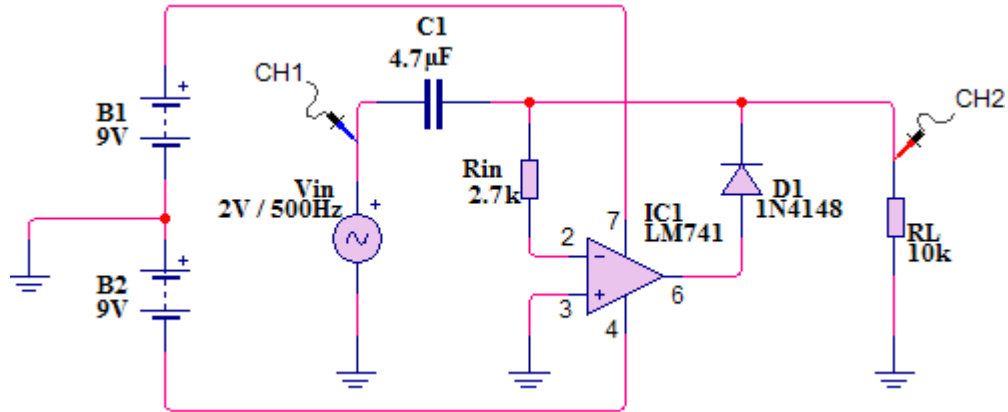 C1
4.7µF
CH1
CH2
B1
9V
+
Vin
2V / 500Hz
+
Rin
2.7k
7
IC1
LM741
D1
1N4148
RL
10k
2
−
3
+
6
4
B2
9V
+